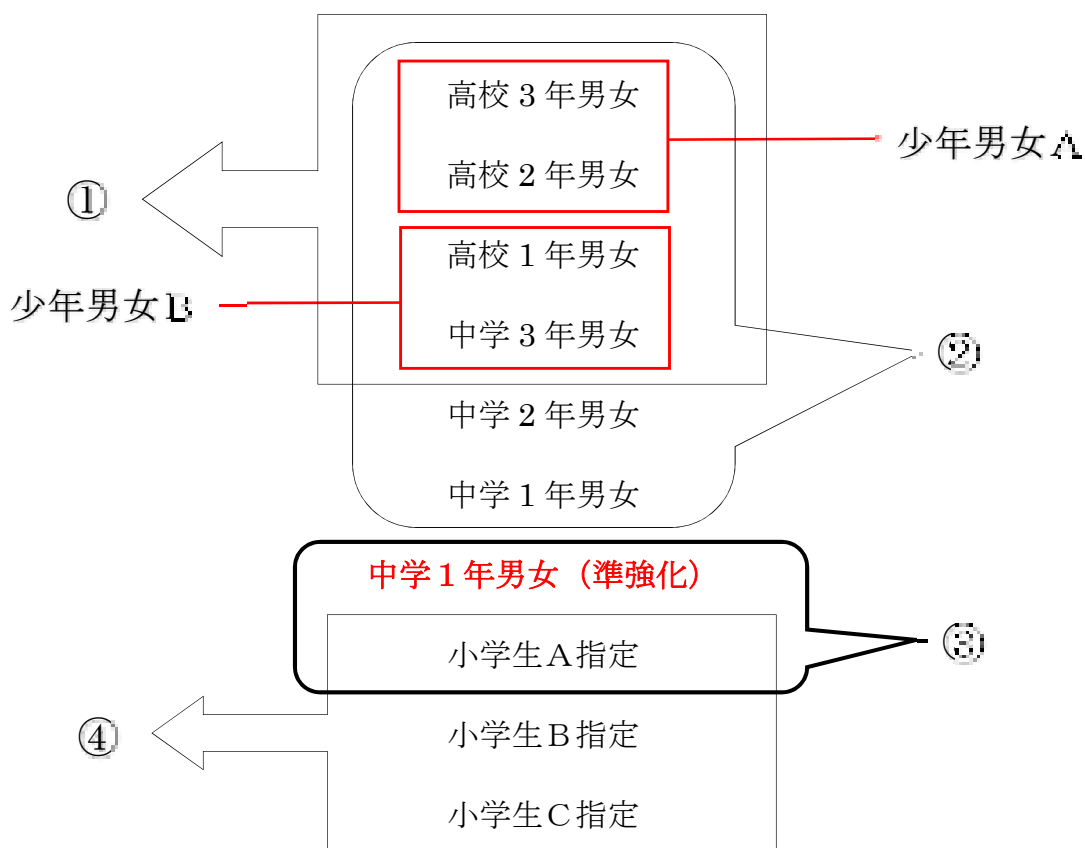 高校３年男女
少年男女A
高校２年男女
①
高校１年男女
少年男女B
中学３年男女
②
中学２年男女
中学１年男女
中学１年男女（準強化）
小学生Ａ指定
③
小学生Ｂ指定
④
小学生Ｃ指定